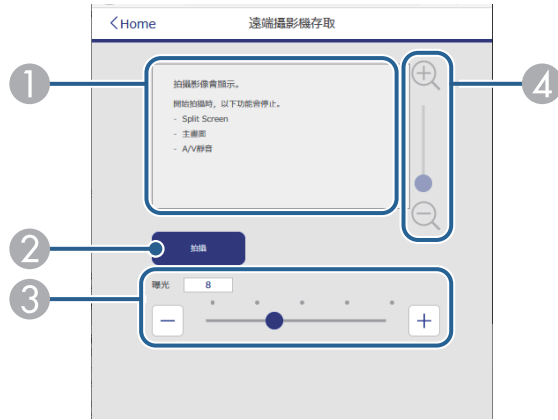 <Home
遠端攝影機存取
1
拍攝影像會顯示。
開始拍攝時，以下功能會停止。
- Split Screen
- 主畫面
- A/V靜音
4
2
拍攝
3
曝光 8